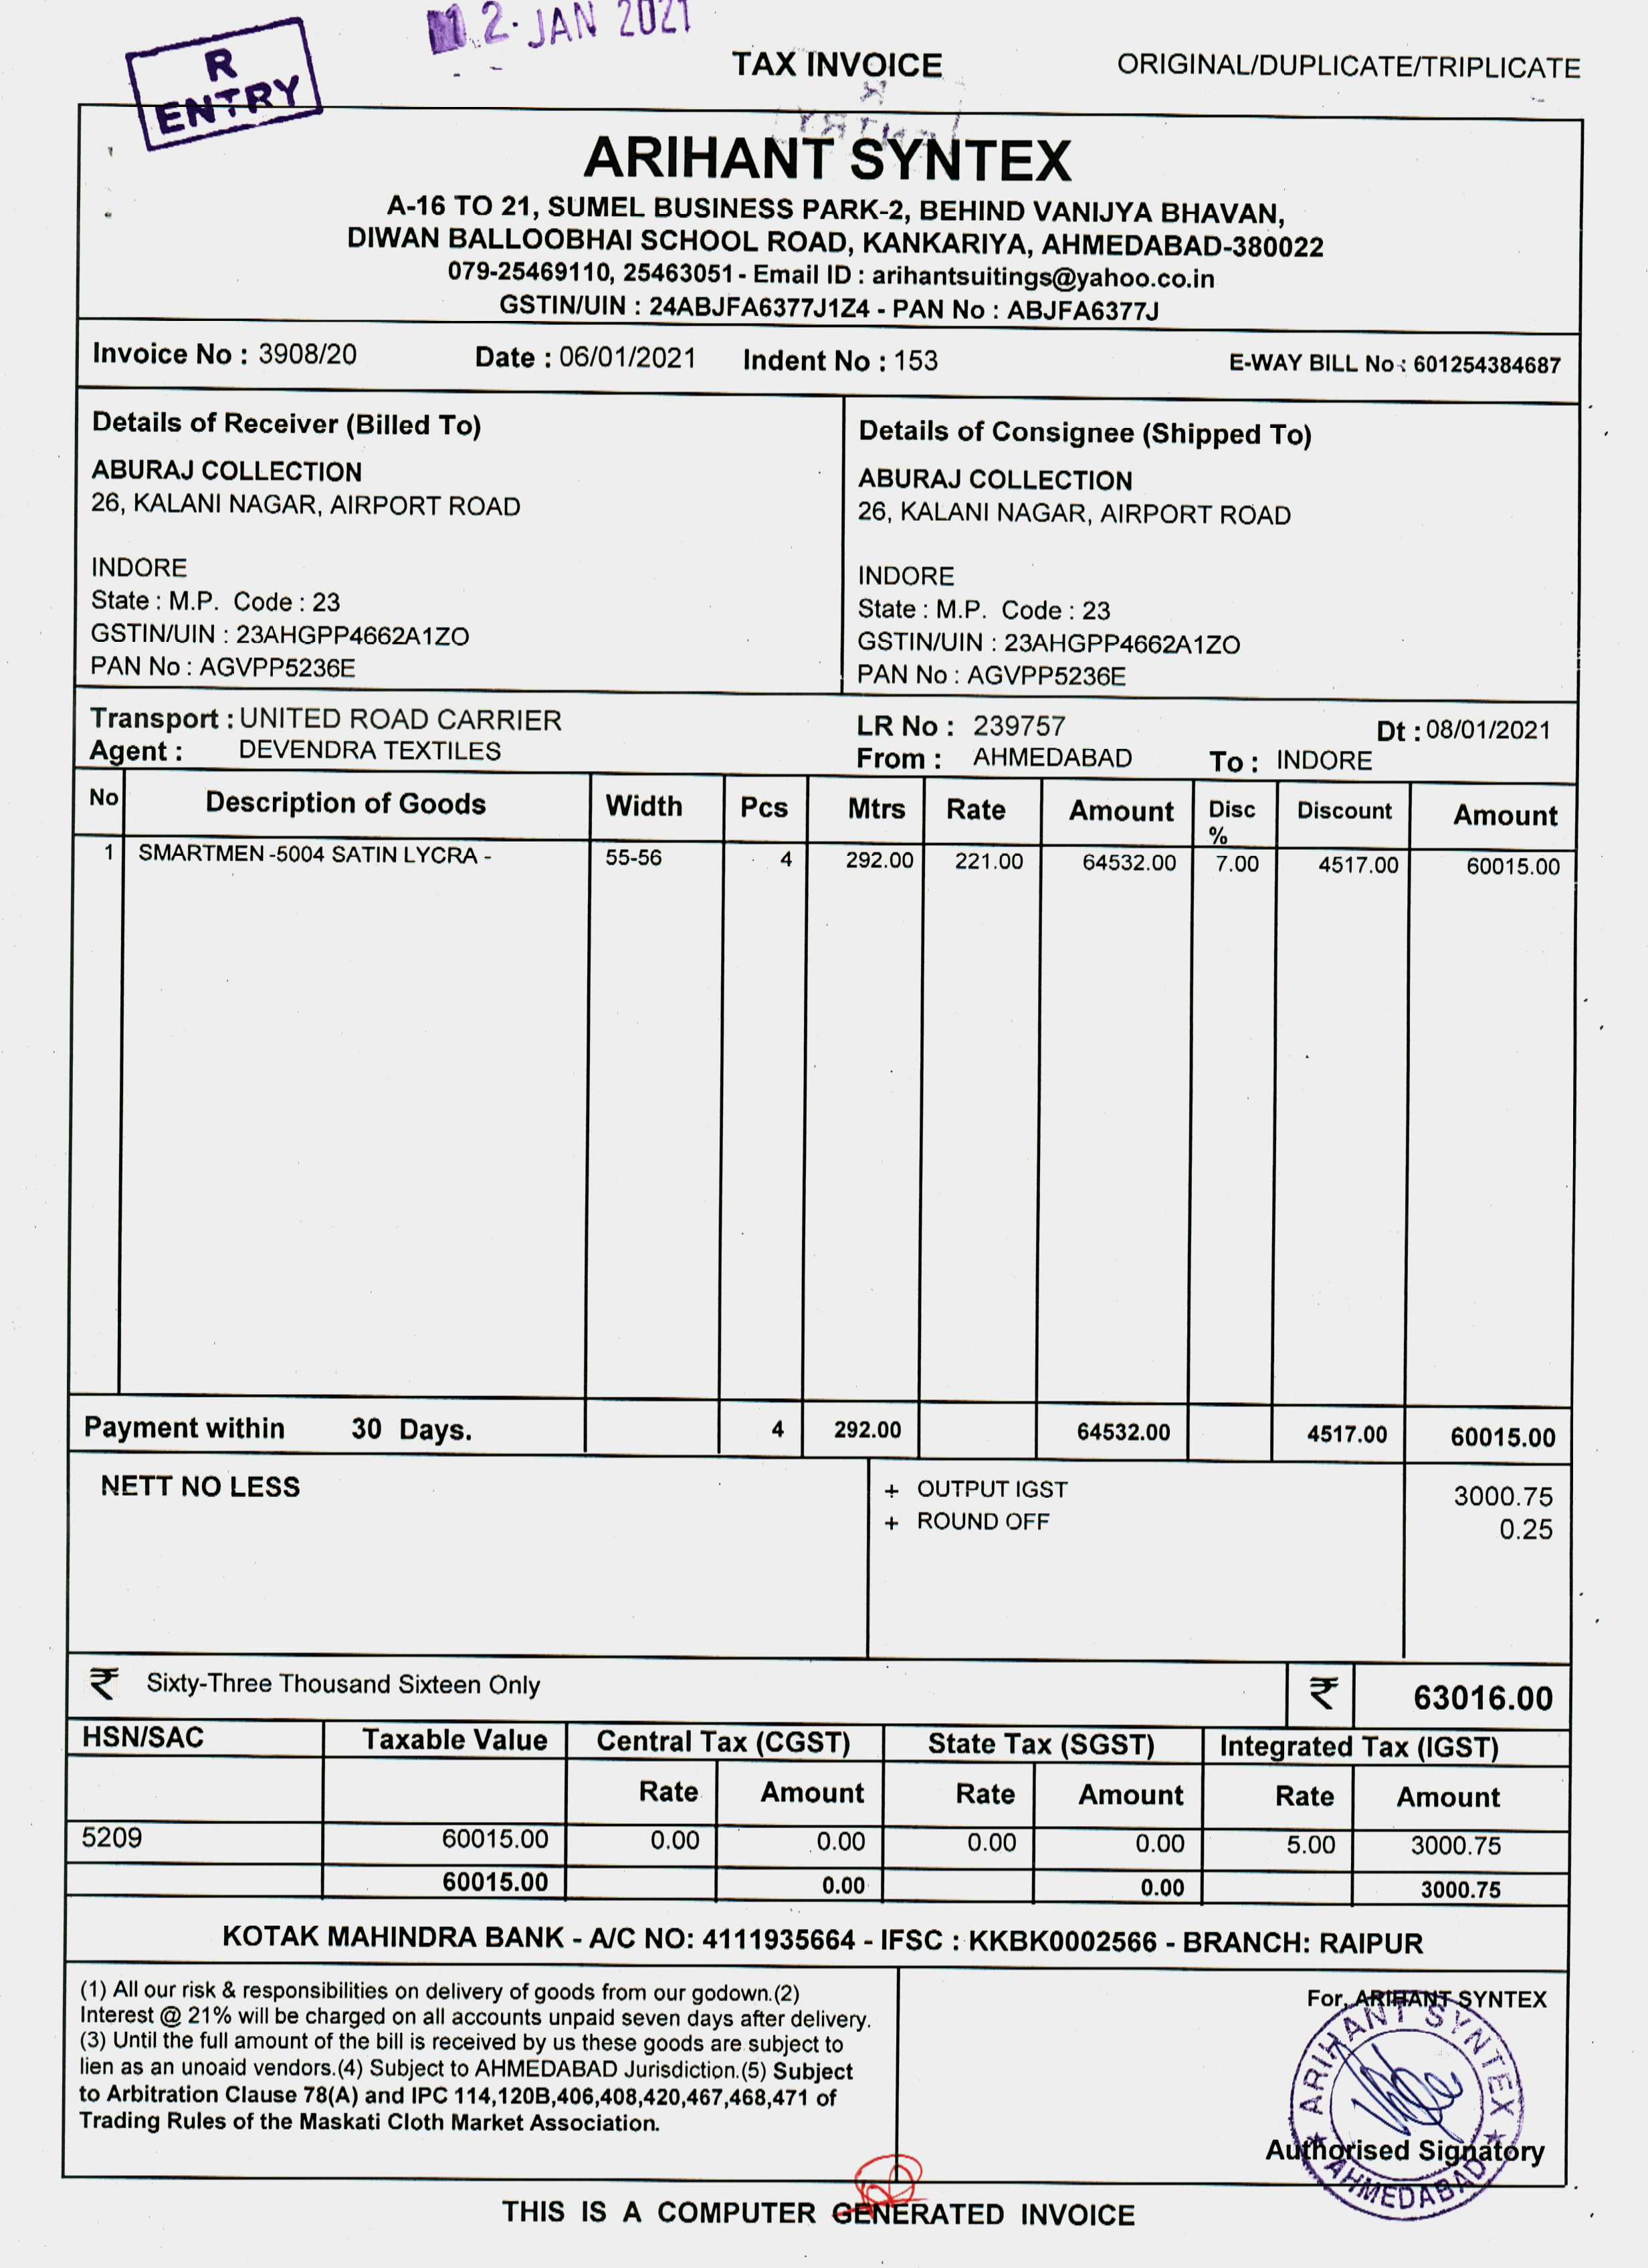 R
ENTRY
12 JAN 2021
TAX INVOICE
ORIGINAL/DUPLICATE/TRIPLICATE
ARIHANT SYNTEX
A-16 TO 21, SUMEL BUSINESS PARK-2, BEHIND VANIJYA BHAVAN,
DIWAN BALLOOBHAI SCHOOL ROAD, KANKARIYA, AHMEDABAD-380022
079-25469110, 25463051 - Email ID : arihantsuitings@yahoo.co.in
GSTIN/UIN : 24ABJFA6377J1Z4 - PAN No : ABJFA6377J
Invoice No : 3908/20 Date : 06/01/2021 Indent No : 153 E-WAY BILL No : 601254384687
Details of Receiver (Billed To)
ABURAJ COLLECTION
26, KALANI NAGAR, AIRPORT ROAD
INDORE
State : M.P. Code : 23
GSTIN/UIN : 23AHGPP4662A1ZO
PAN No : AGVPP5236E
Details of Consignee (Shipped To)
ABURAJ COLLECTION
26, KALANI NAGAR, AIRPORT ROAD
INDORE
State : M.P. Code : 23
GSTIN/UIN : 23AHGPP4662A1ZO
PAN No : AGVPP5236E
Transport : UNITED ROAD CARRIER LR No : 239757 Dt : 08/01/2021
Agent : DEVENDRA TEXTILES From : AHMEDABAD To : INDORE
No Description of Goods Width Pcs Mtrs Rate Amount Disc % Discount Amount
1 SMARTMEN -5004 SATIN LYCRA - 55-56 4 292.00 221.00 64532.00 7.00 4517.00 60015.00
Payment within 30 Days. 4 292.00 64532.00 4517.00 60015.00
NETT NO LESS
+ OUTPUT IGST 3000.75
+ ROUND OFF 0.25
₹ Sixty-Three Thousand Sixteen Only ₹ 63016.00
HSN/SAC Taxable Value Central Tax (CGST) State Tax (SGST) Integrated Tax (IGST)
Rate Amount Rate Amount Rate Amount
5209 60015.00 0.00 0.00 0.00 0.00 5.00 3000.75
60015.00 0.00 0.00 3000.75
KOTAK MAHINDRA BANK - A/C NO: 4111935664 - IFSC : KKBK0002566 - BRANCH: RAIPUR
(1) All our risk & responsibilities on delivery of goods from our godown.(2)
Interest @ 21% will be charged on all accounts unpaid seven days after delivery.
(3) Until the full amount of the bill is received by us these goods are subject to
lien as an unoaid vendors.(4) Subject to AHMEDABAD Jurisdiction.(5) Subject
to Arbitration Clause 78(A) and IPC 114,120B,406,408,420,467,468,471 of
Trading Rules of the Maskati Cloth Market Association.
For, ARIHANT SYNTEX
ARIHANT SYNTEX
AHMEDABAD
Authorised Signatory
THIS IS A COMPUTER GENERATED INVOICE